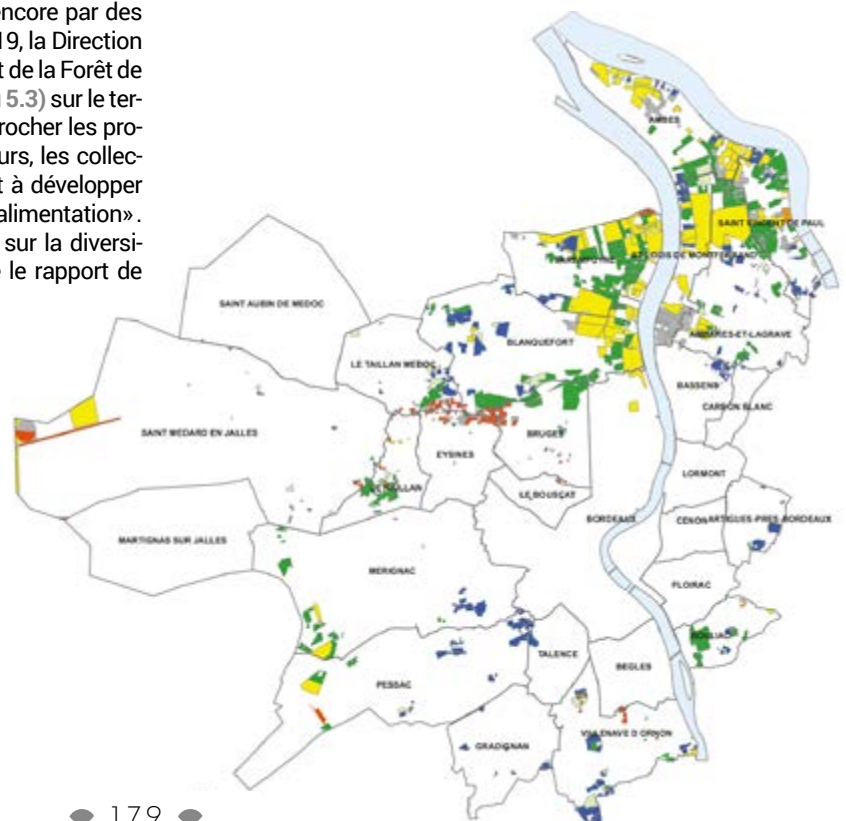 encore par des
19, la Direction
t de la Forêt de
5.3) sur le ter-
rocher les pro-
urs, les collec-
t à développer
alimentation».
sur la diversi-
le rapport de
AMBES
SAINT VINCENT DE PAUL
ST LOUIS DE MONTFERRAND
SAINT AUBIN DE MEDOC
AMBARES-ET-LAGRAVE
BLANQUEFORT
LE TAILLAN MEDOC
BASSENS
CARBON BLANC
SAINT MEDARD EN JALLES
BRUGES
EYSINES
LORMONT
LE BOUSCAT
BORDEAUX
CENON
ARTIGUES-PRES-BORDEAUX
MARTIGNAS SUR JALLES
MERIGNAC
FLOIRAC
BOULIAC
TALENCE
BEGLES
PESSAC
VILLENAVE D ORNON
GRADIGNAN
179